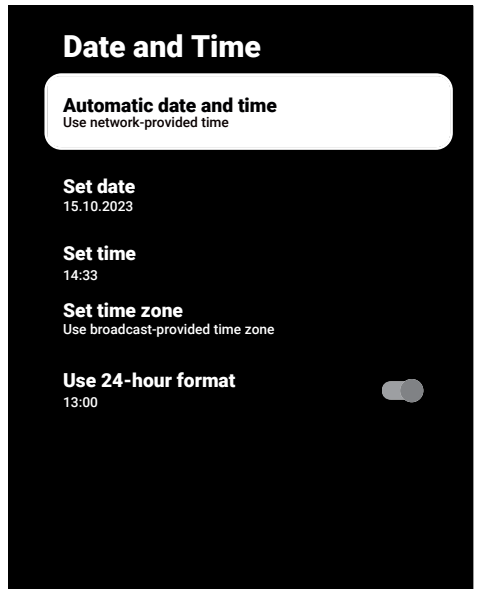 Date and Time
Automatic date and time
Use network-provided time
Set date
15.10.2023
Set time
14:33
Set time zone
Use broadcast-provided time zone
Use 24-hour format
13:00